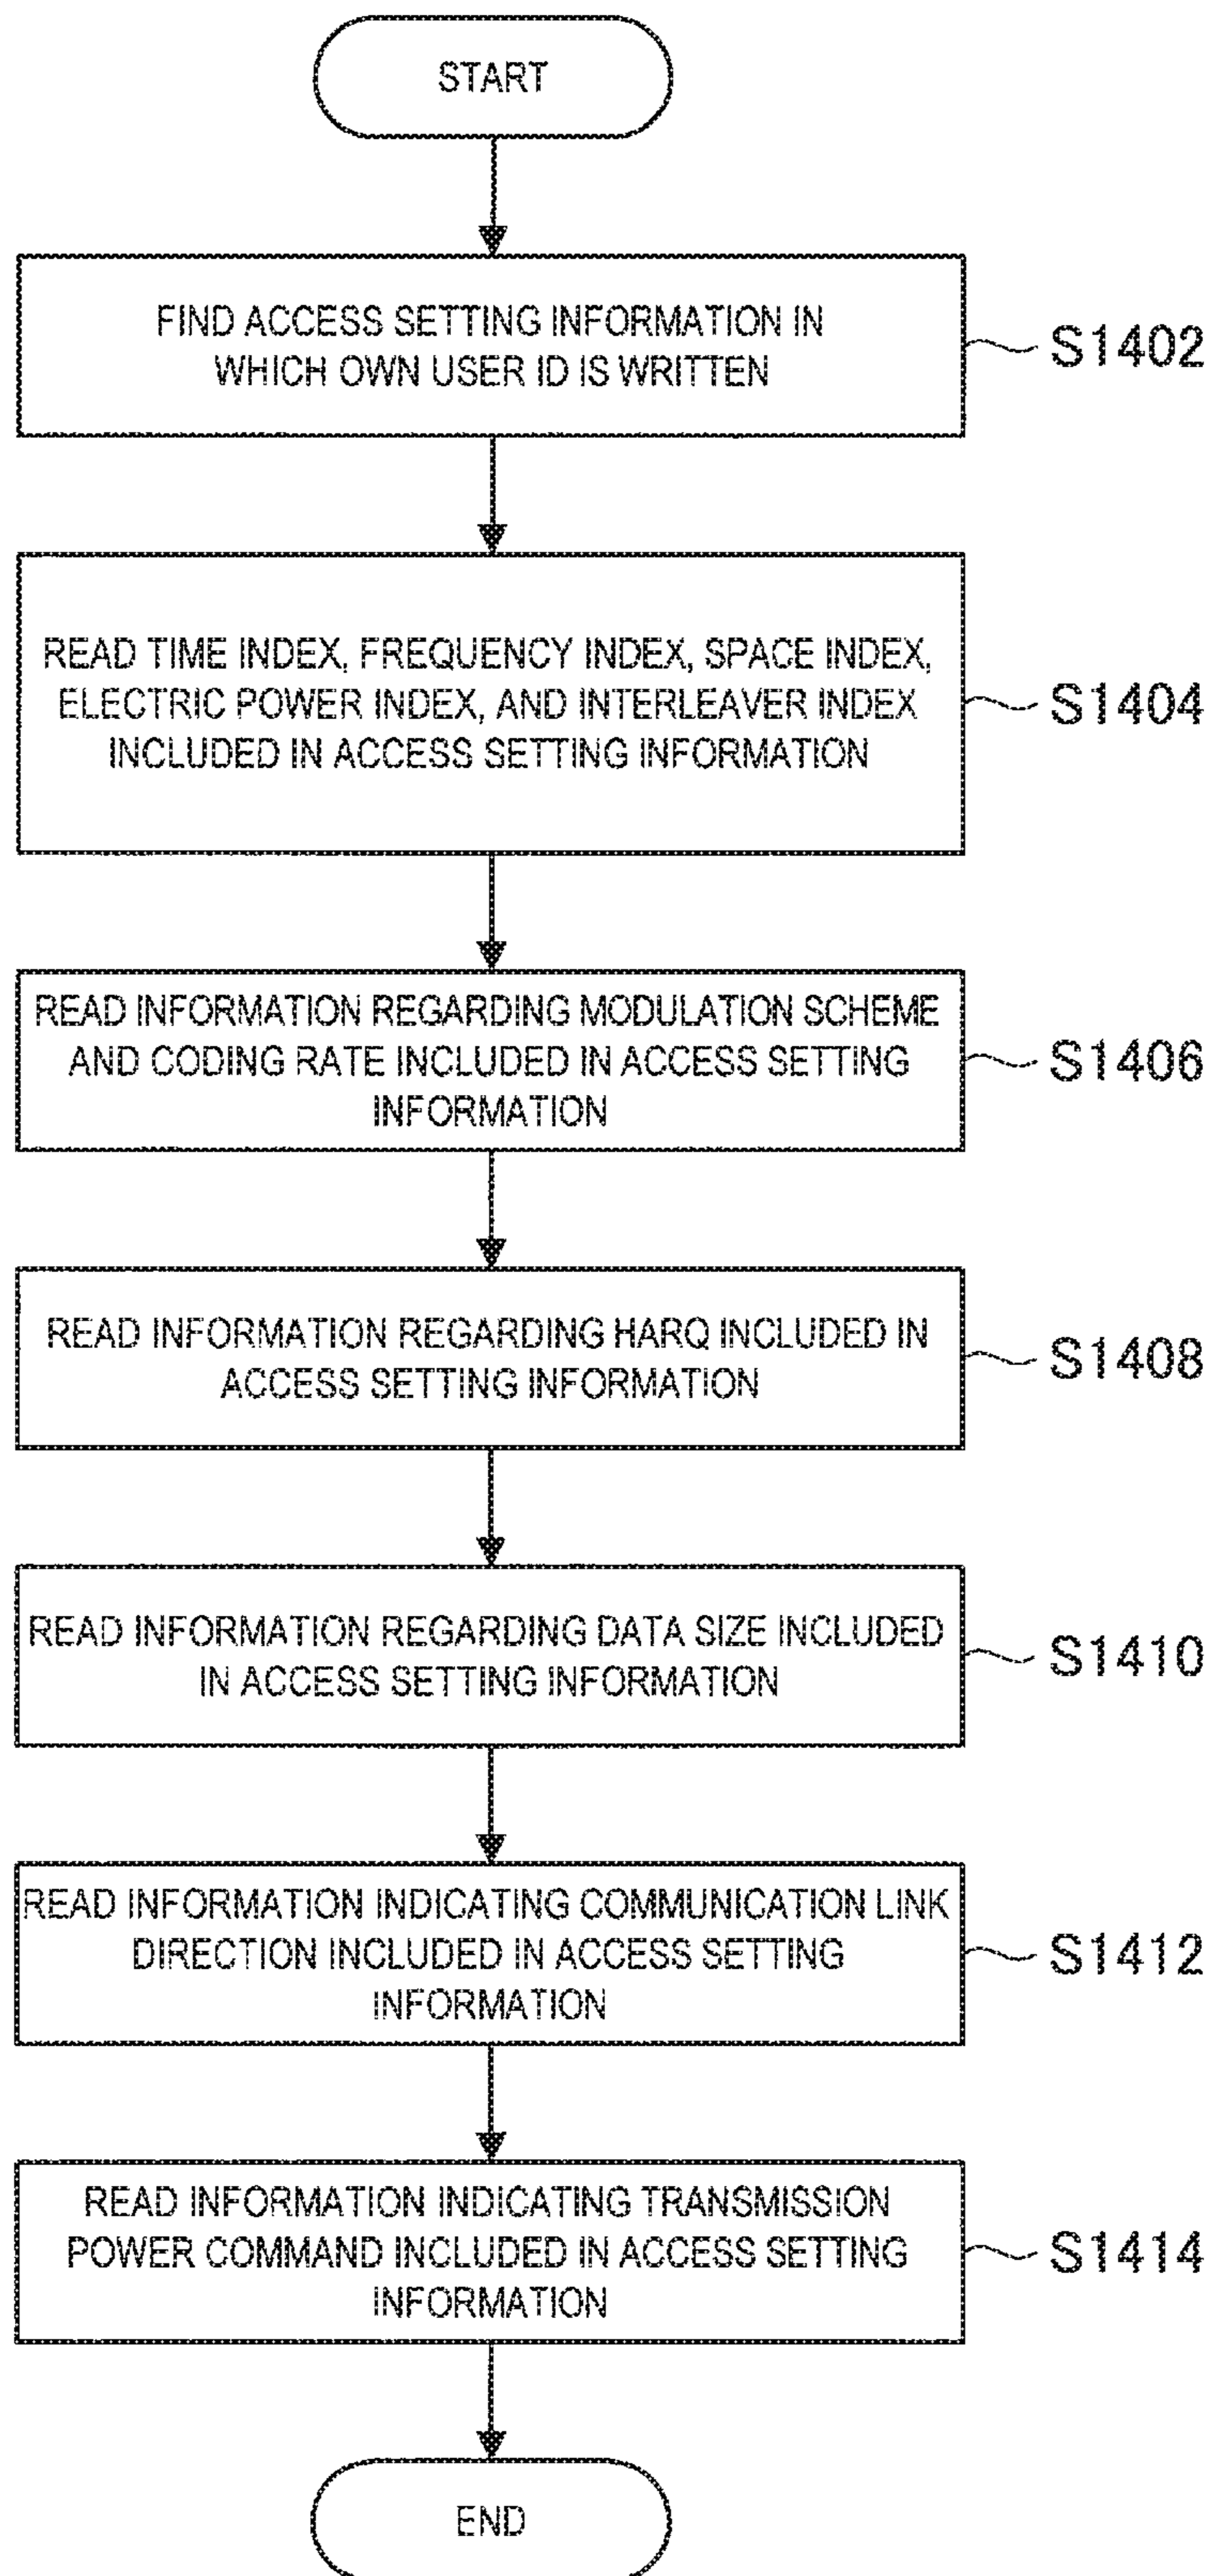 START
FIND ACCESS SETTING INFORMATION IN
WHICH OWN USER ID IS WRITTEN
S1402
READ TIME INDEX, FREQUENCY INDEX, SPACE INDEX,
ELECTRIC POWER INDEX, AND INTERLEAVER INDEX
INCLUDED IN ACCESS SETTING INFORMATION
S1404
READ INFORMATION REGARDING MODULATION SCHEME
AND CODING RATE INCLUDED IN ACCESS SETTING
INFORMATION
S1406
READ INFORMATION REGARDING HARQ INCLUDED IN
ACCESS SETTING INFORMATION
S1408
READ INFORMATION REGARDING DATA SIZE INCLUDED
IN ACCESS SETTING INFORMATION
S1410
READ INFORMATION INDICATING COMMUNICATION LINK
DIRECTION INCLUDED IN ACCESS SETTING
INFORMATION
S1412
READ INFORMATION INDICATING TRANSMISSION
POWER COMMAND INCLUDED IN ACCESS SETTING
INFORMATION
S1414
END